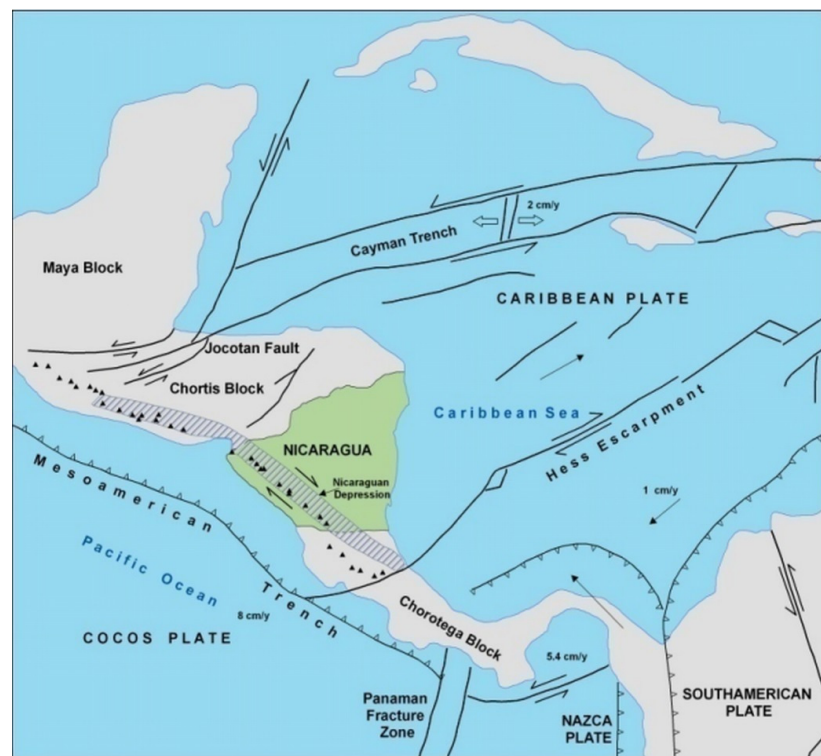 2 cm/y
Cayman Trench
Maya Block
CARIBBEAN PLATE
Jocotan Fault
Chortis Block
Caribbean Sea
Hess Escarpment
NICARAGUA
Nicaraguan
Depression
1 cm/y
Mesoamerican
Trench
Pacific Ocean
8 cm/y
COCOS PLATE
Chorotega Block
5.4 cm/y
Panaman
Fracture
Zone
NAZCA
PLATE
SOUTHAMERICAN
PLATE